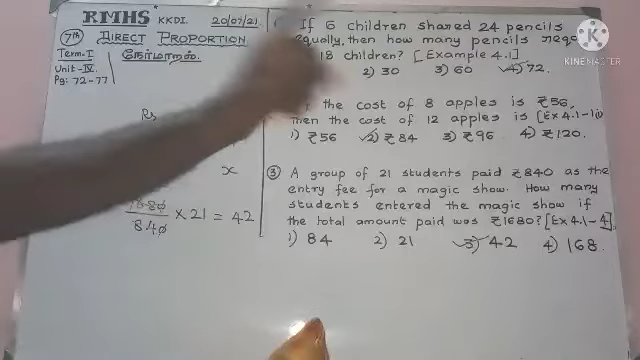 RMHS KKDI. 20/07/21
7th DIRECT PROPORTION
Term-I நேர்மாறல்.
Unit-IV
Pg: 72-77
Rs
x
× 21 = 42
840
If 6 children shared 24 pencils
equally, then how many pencils
18 children? [Example 4.1]
2) 30 3) 60 4) 72.
the cost of 8 apples is ₹56,
then the cost of 12 apples is
1) ₹56 2) ₹84 3) ₹96 4) ₹120.
③ A group of 21 students paid ₹840 as the
entry fee for a magic show. How many
students entered the magic show if
the total amount paid was ₹1680? [Ex 4.1-4]
1) 84 2) 21 3) 42 4) 168.
Made with
KINEMASTER